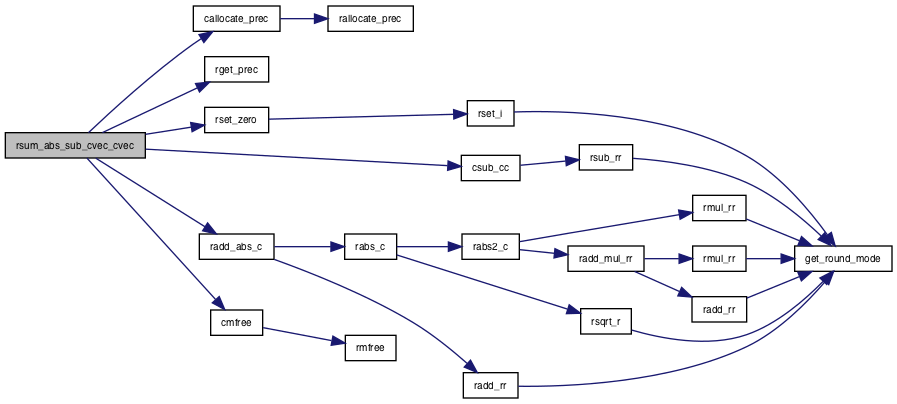 callocate_prec
rallocate_prec
rget_prec
rset_zero
rset_i
rsum_abs_sub_cvec_cvec
csub_cc
rsub_rr
rmul_rr
radd_abs_c
rabs_c
rabs2_c
radd_mul_rr
rmul_rr
get_round_mode
radd_rr
cmfree
rsqrt_r
rmfree
radd_rr